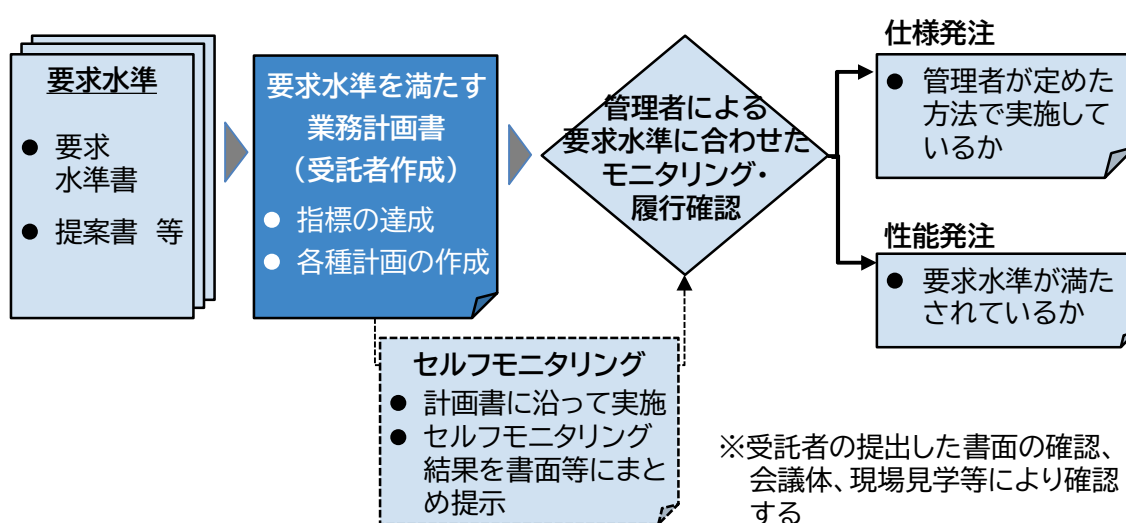 要求水準
● 要求
水準書
● 提案書 等
要求水準を満たす
業務計画書
（受託者作成）
● 指標の達成
● 各種計画の作成
管理者による
要求水準に合わせた
モニタリング・
履行確認
仕様発注
● 管理者が定めた
方法で実施して
いるか
性能発注
● 要求水準が満た
されているか
セルフモニタリング
● 計画書に沿って実施
● セルフモニタリング
結果を書面等にまと
め提示
※受託者の提出した書面の確認、
会議体、現場見学等により確認
する